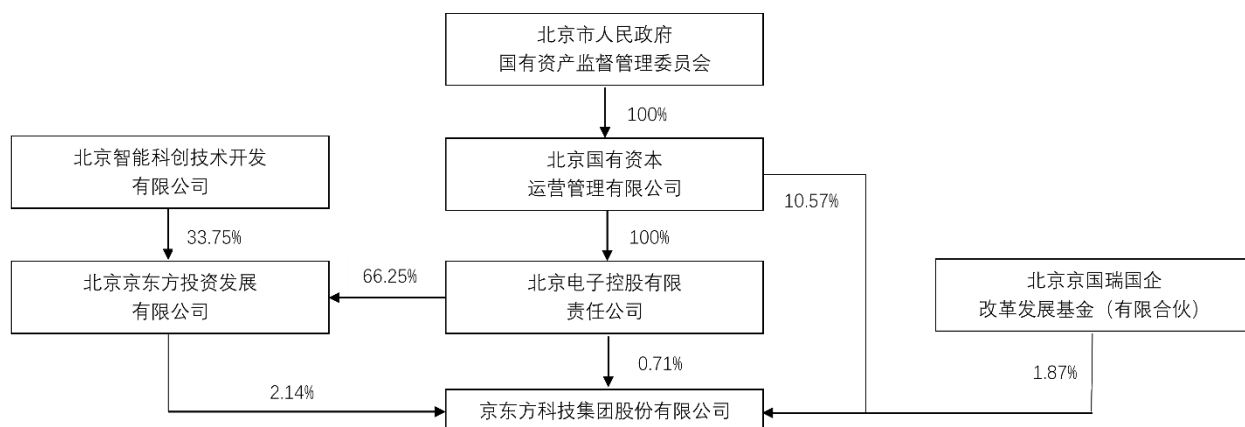 北京市人民政府
国有资产监督管理委员会
100%
北京智能科创技术开发
有限公司
北京国有资本
运营管理有限公司
10.57%
33.75%
100%
北京京东方投资发展
有限公司
66.25%
北京电子控股有限
责任公司
北京京国瑞国企
改革发展基金（有限合伙）
0.71%
1.87%
2.14%
京东方科技集团股份有限公司